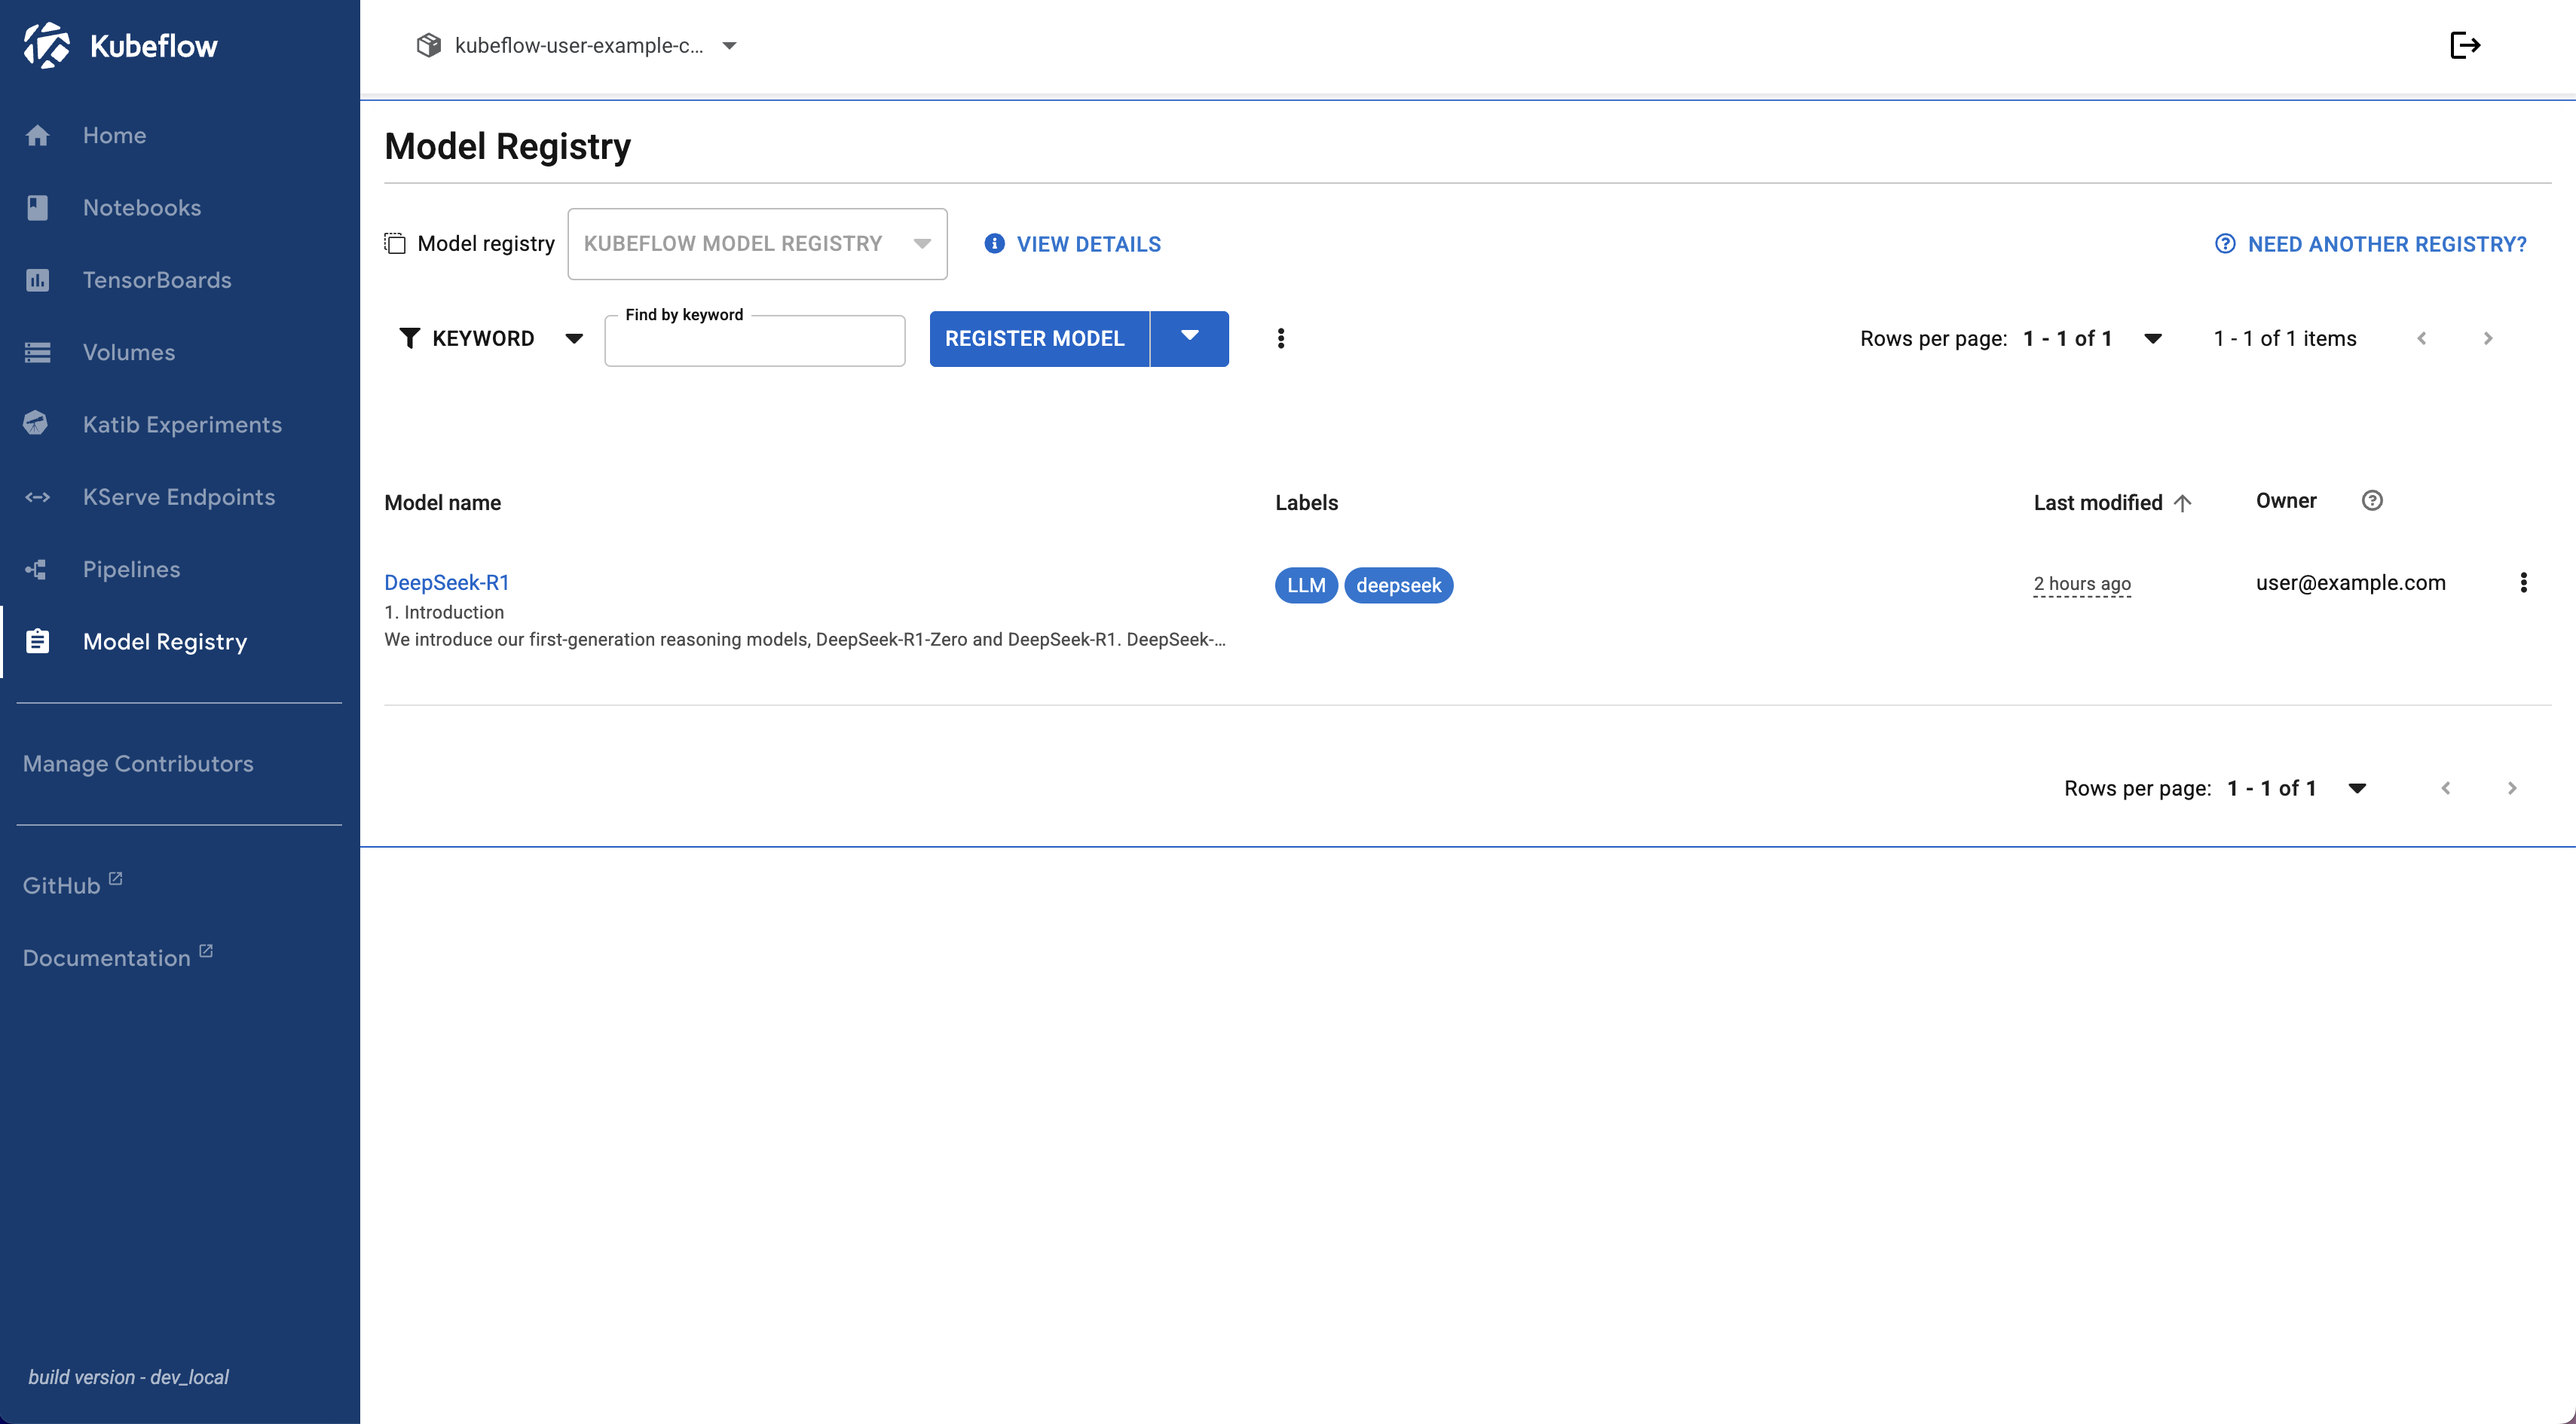 Kubeflow
kubeflow-user-example-c...
Home
Notebooks
TensorBoards
Volumes
Katib Experiments
KServe Endpoints
Pipelines
Model Registry
Manage Contributors
GitHub
Documentation
build version - dev_local
Model Registry
Model registry KUBEFLOW MODEL REGISTRY VIEW DETAILS NEED ANOTHER REGISTRY?
Find by keyword
KEYWORD REGISTER MODEL Rows per page: 1 - 1 of 1 1 - 1 of 1 items
Model name Labels Last modified Owner
DeepSeek-R1 LLM deepseek 2 hours ago user@example.com
1. Introduction
We introduce our first-generation reasoning models, DeepSeek-R1-Zero and DeepSeek-R1. DeepSeek-...
Rows per page: 1 - 1 of 1